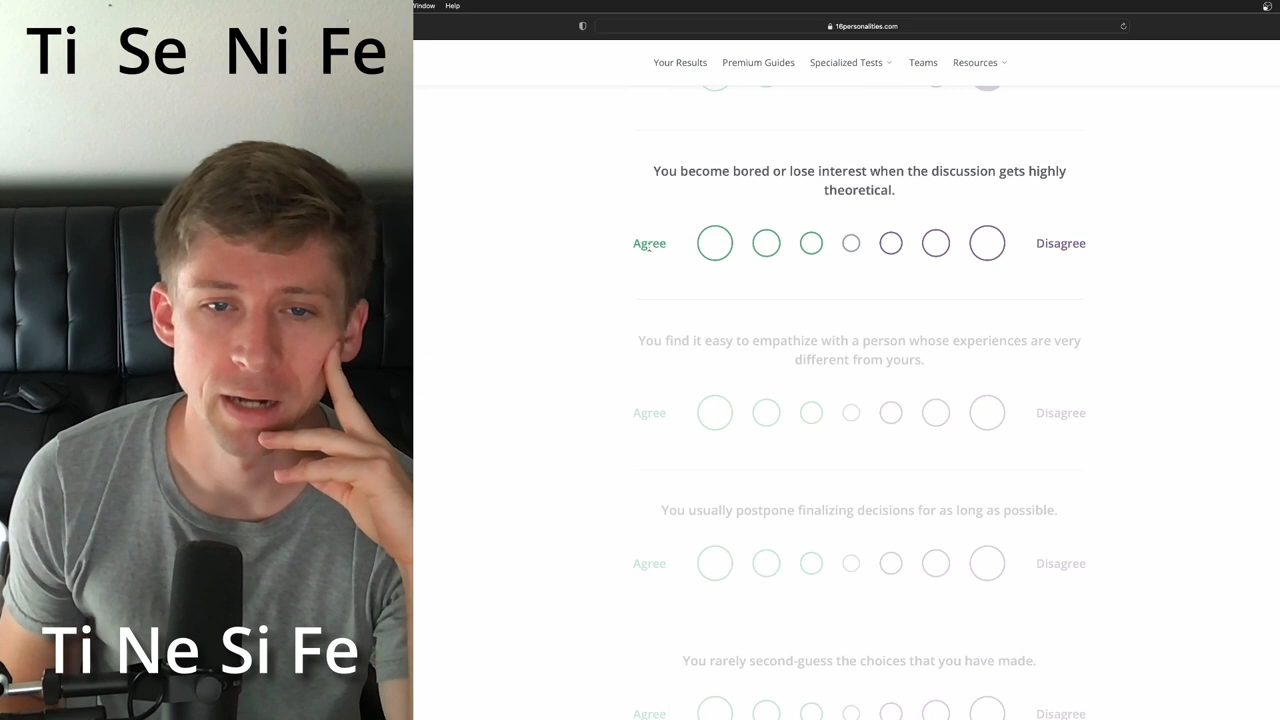 Ti Se Ni Fe
Window Help
16personalities.com
Your Results Premium Guides Specialized Tests Teams Resources
You become bored or lose interest when the discussion gets highly
theoretical.
Agree Disagree
You find it easy to empathize with a person whose experiences are very
different from yours.
Agree Disagree
You usually postpone finalizing decisions for as long as possible.
Agree Disagree
You rarely second-guess the choices that you have made.
Agree Disagree
Ti Ne Si Fe